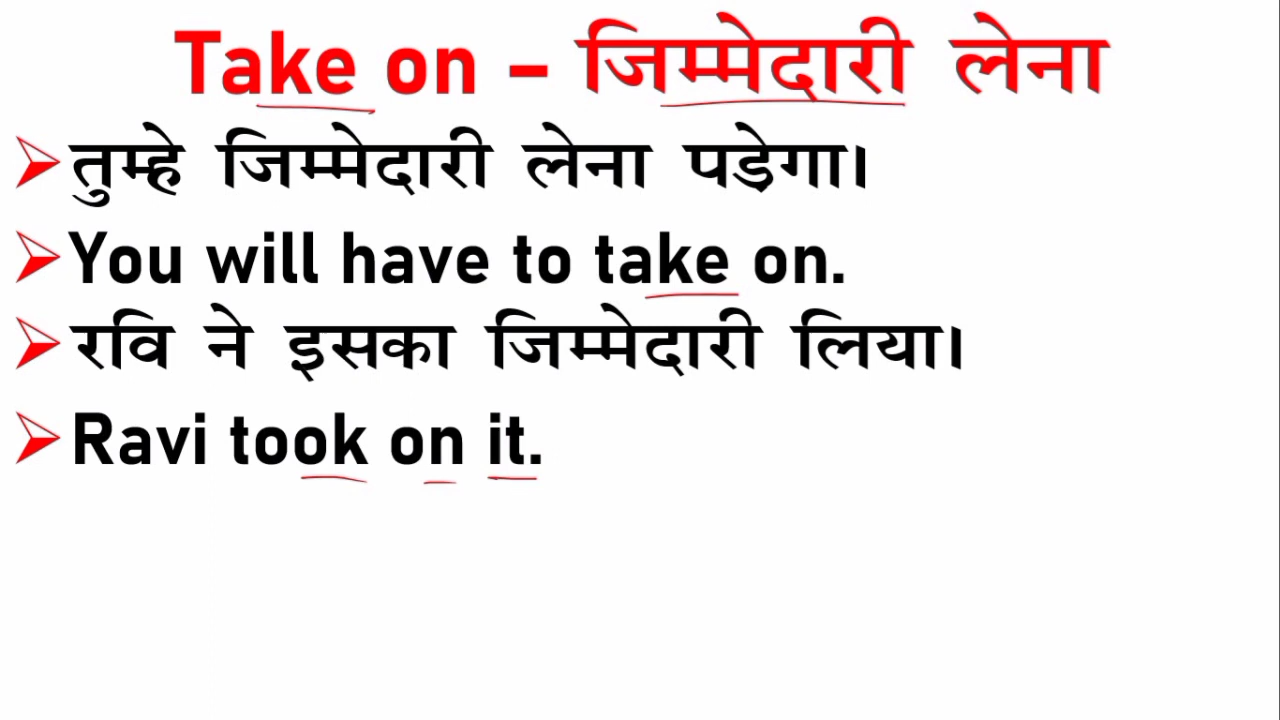 Take on – जिम्मेदारी लेना
➢तुम्हे जिम्मेदारी लेना पड़ेगा।
➢You will have to take on.
➢रवि ने इसका जिम्मेदारी लिया।
➢Ravi took on it.